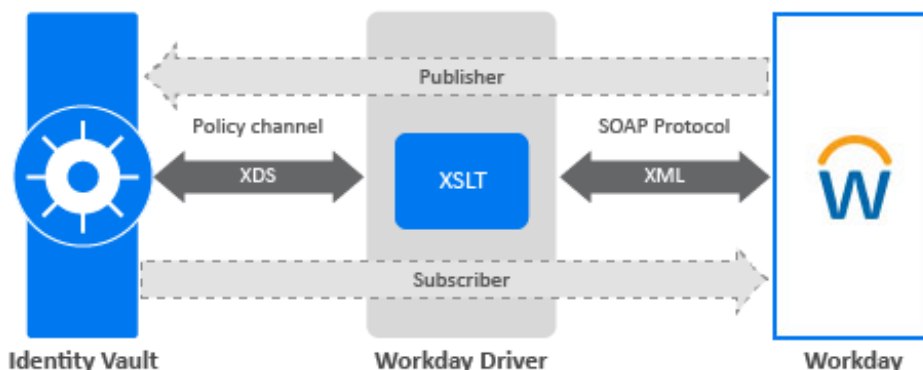 Publisher
Policy channel
SOAP Protocol
XDS
XSLT
XML
W
Subscriber
Identity Vault
Workday Driver
Workday